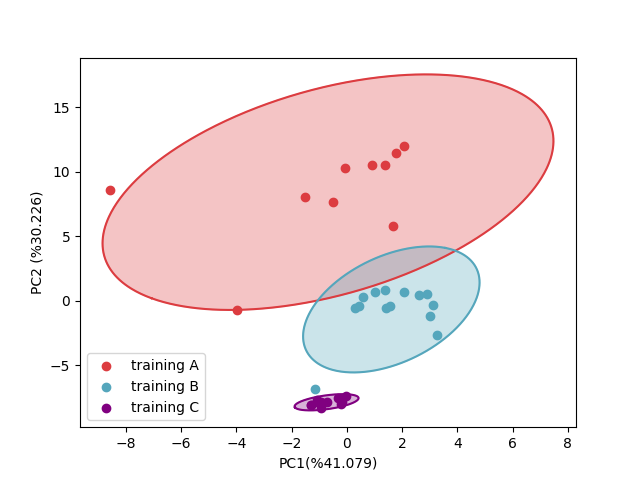 15
10
5
0
−5
PC2 (%30.226)
training A
training B
training C
−8 −6 −4 −2 0 2 4 6 8
PC1(%41.079)